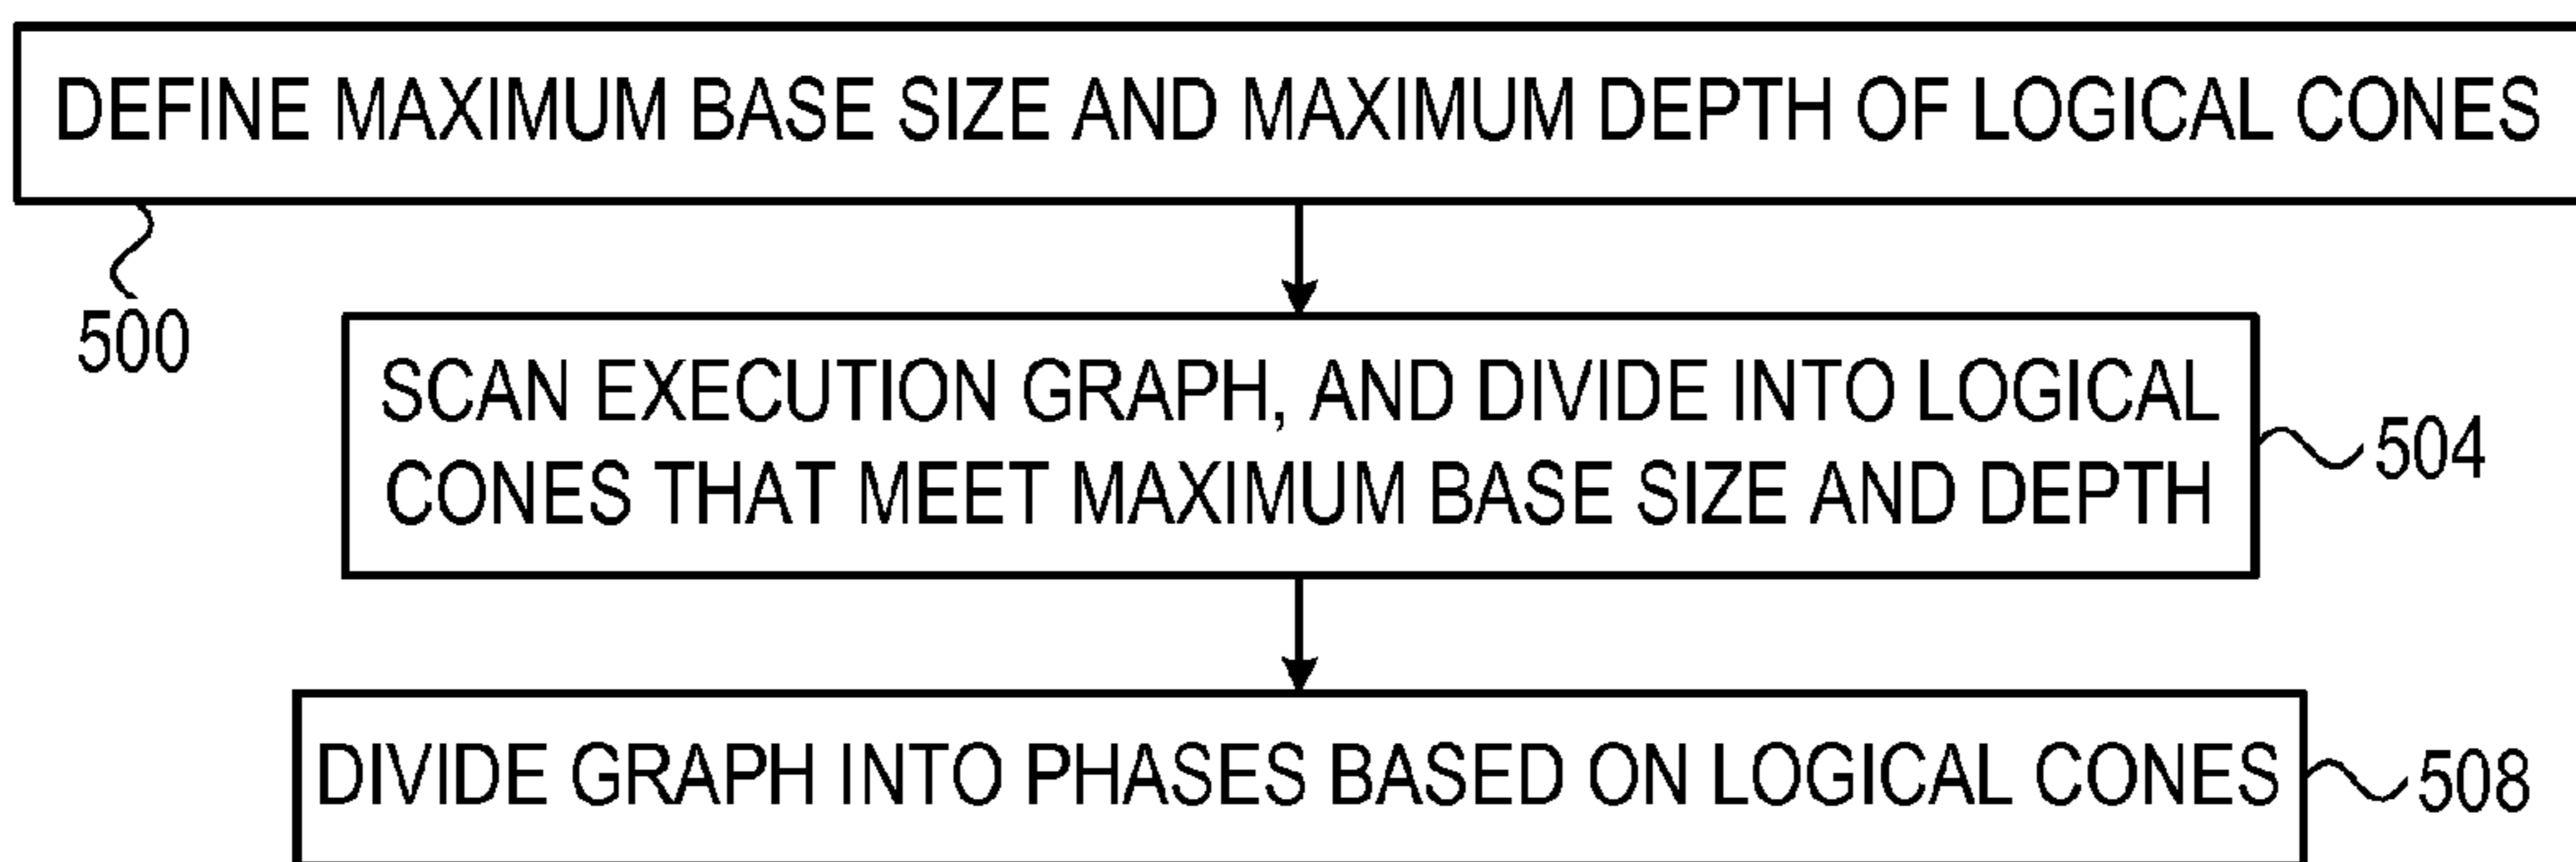 DEFINE MAXIMUM BASE SIZE AND MAXIMUM DEPTH OF LOGICAL CONES
500
SCAN EXECUTION GRAPH, AND DIVIDE INTO LOGICAL
CONES THAT MEET MAXIMUM BASE SIZE AND DEPTH
504
DIVIDE GRAPH INTO PHASES BASED ON LOGICAL CONES
508